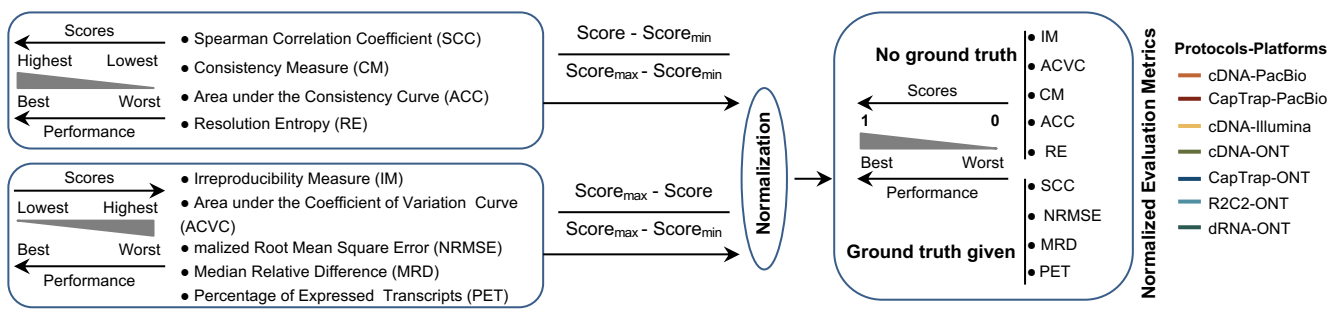 Scores
Highest Lowest
Best Worst
Performance
● Spearman Correlation Coefficient (SCC)
● Consistency Measure (CM)
● Area under the Consistency Curve (ACC)
● Resolution Entropy (RE)
Scores
Lowest Highest
Best Worst
Performance
● Irreproducibility Measure (IM)
● Area under the Coefficient of Variation Curve
(ACVC)
● malized Root Mean Square Error (NRMSE)
● Median Relative Difference (MRD)
● Percentage of Expressed Transcripts (PET)
Score - Scoremin
Scoremax - Scoremin
Scoremax - Score
Scoremax - Scoremin
Normalization
No ground truth
Scores
1 0
Best Worst
Performance
Ground truth given
● IM
● ACVC
● CM
● ACC
● RE
● SCC
● NRMSE
● MRD
● PET
Normalized Evaluation Metrics
Protocols-Platforms
cDNA-PacBio
CapTrap-PacBio
cDNA-Illumina
cDNA-ONT
CapTrap-ONT
R2C2-ONT
dRNA-ONT